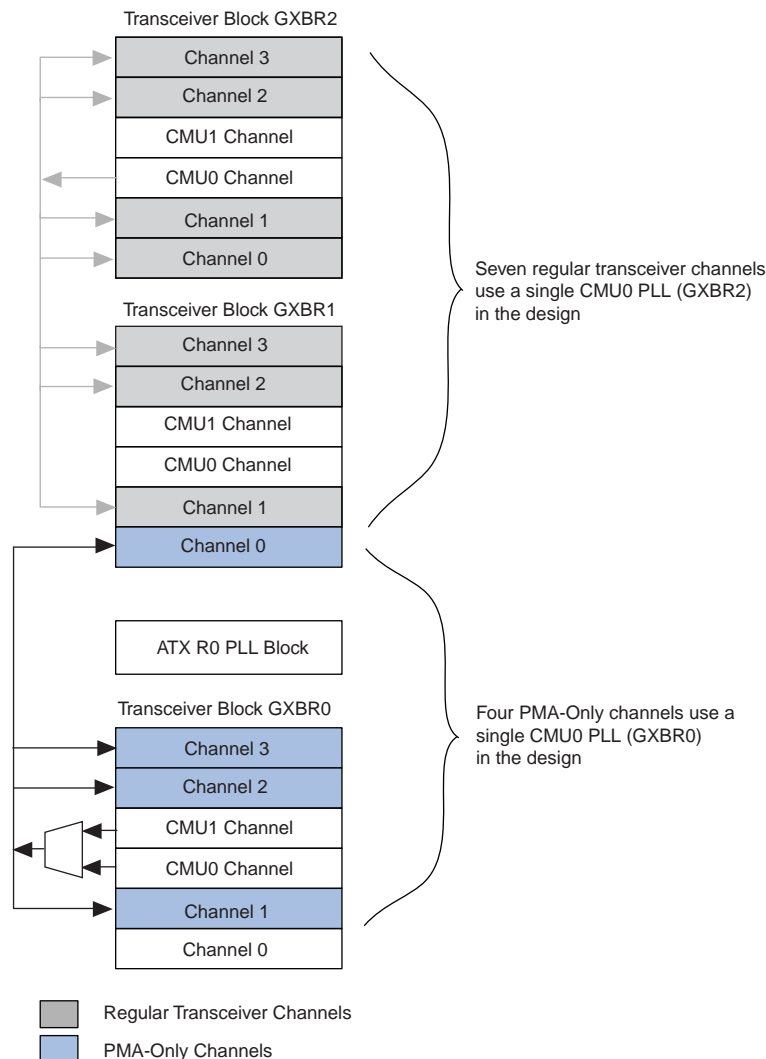 Transceiver Block GXBR2
Channel 3
Channel 2
CMU1 Channel
CMU0 Channel
Channel 1
Channel 0
Seven regular transceiver channels
use a single CMU0 PLL (GXBR2)
in the design
Transceiver Block GXBR1
Channel 3
Channel 2
CMU1 Channel
CMU0 Channel
Channel 1
Channel 0
ATX R0 PLL Block
Transceiver Block GXBR0
Four PMA-Only channels use a
single CMU0 PLL (GXBR0)
in the design
Channel 3
Channel 2
CMU1 Channel
CMU0 Channel
Channel 1
Channel 0
Regular Transceiver Channels
PMA-Only Channels